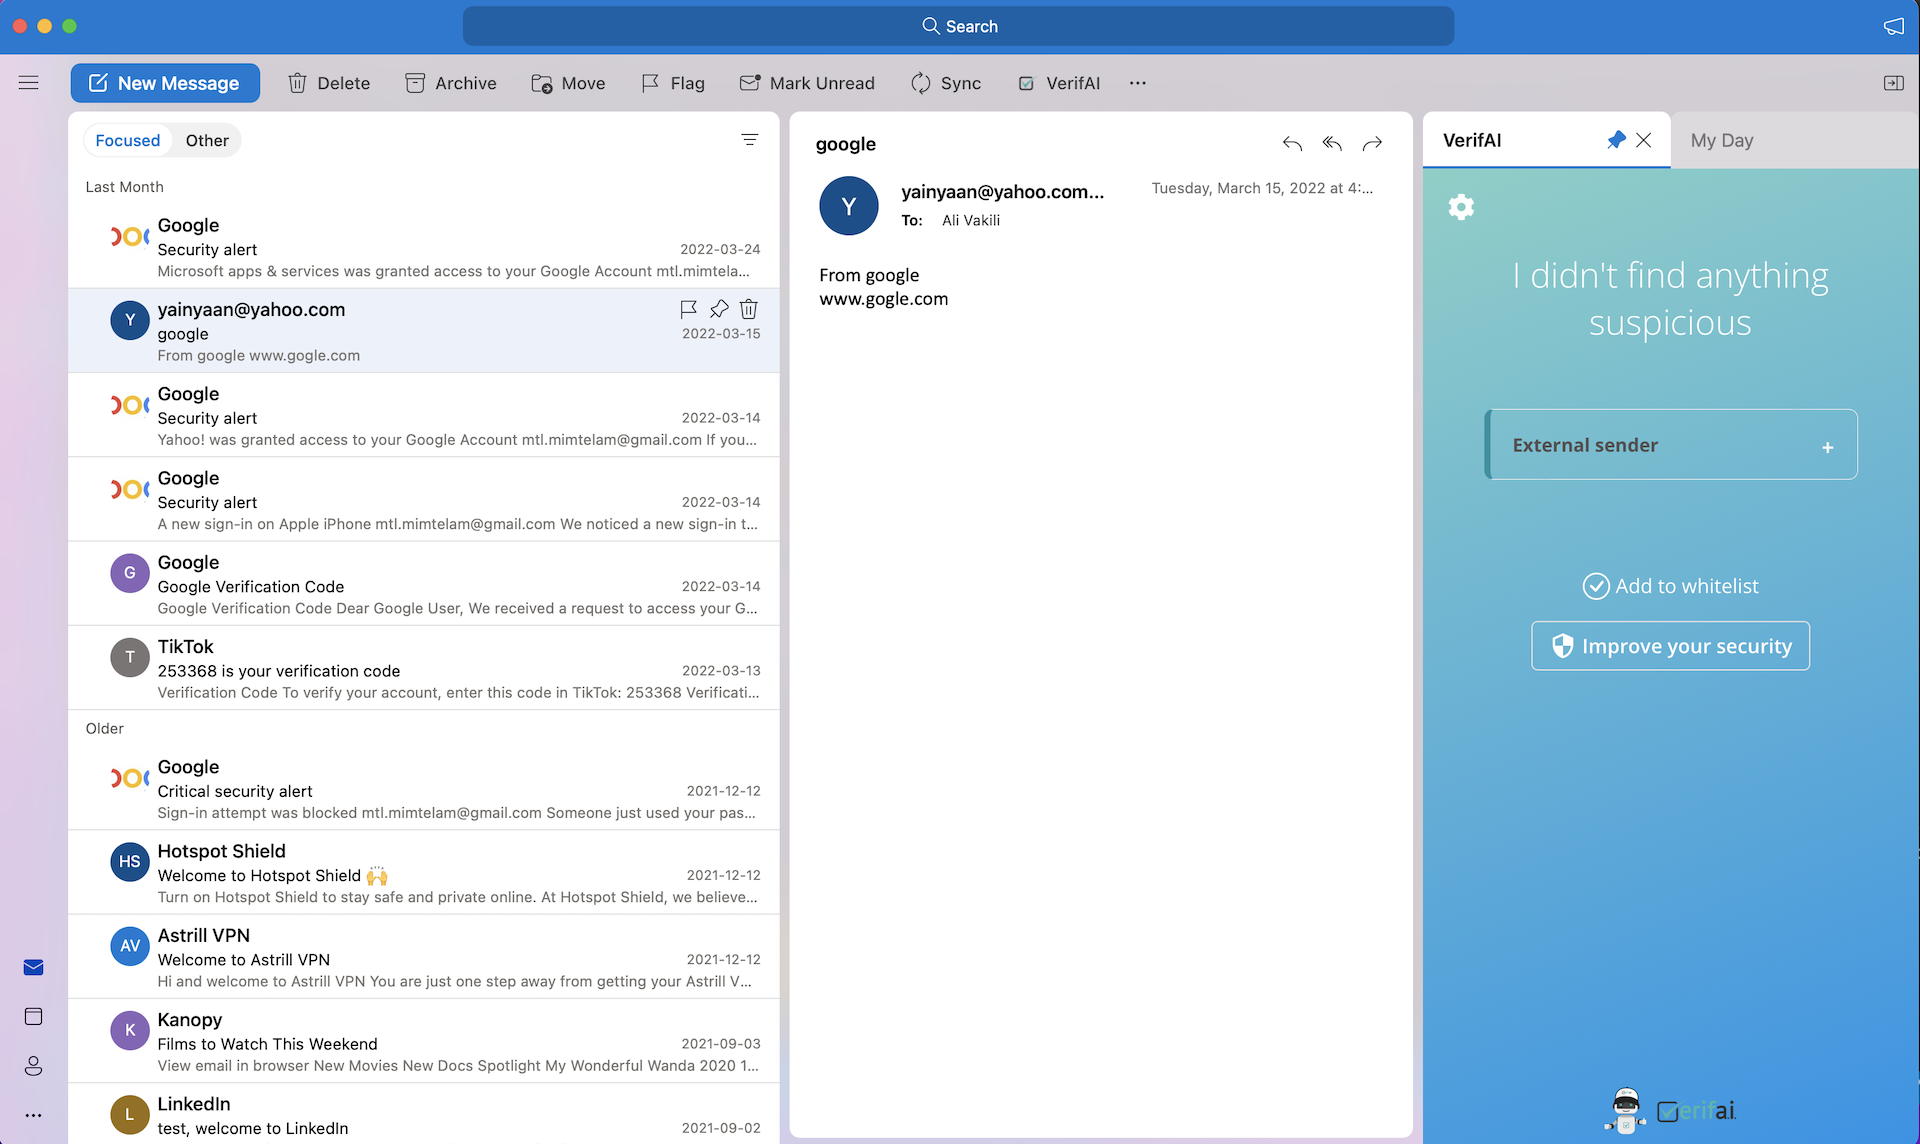 Search
New Message
Delete
Archive
Move
Flag
Mark Unread
Sync
VerifAI
Focused
Other
Last Month
Google
Security alert
2022-03-24
Microsoft apps & services was granted access to your Google Account mtl.mimtela...
Y
yainyaan@yahoo.com
google
2022-03-15
From google www.gogle.com
Google
Security alert
2022-03-14
Yahoo! was granted access to your Google Account mtl.mimtelam@gmail.com If you...
Google
Security alert
2022-03-14
A new sign-in on Apple iPhone mtl.mimtelam@gmail.com We noticed a new sign-in t...
G
Google
Google Verification Code
2022-03-14
Google Verification Code Dear Google User, We received a request to access your G...
T
TikTok
253368 is your verification code
2022-03-13
Verification Code To verify your account, enter this code in TikTok: 253368 Verificati...
Older
Google
Critical security alert
2021-12-12
Sign-in attempt was blocked mtl.mimtelam@gmail.com Someone just used your pas...
HS
Hotspot Shield
Welcome to Hotspot Shield 🙌
2021-12-12
Turn on Hotspot Shield to stay safe and private online. At Hotspot Shield, we believe...
AV
Astrill VPN
Welcome to Astrill VPN
2021-12-12
Hi and welcome to Astrill VPN You are just one step away from getting your Astrill V...
K
Kanopy
Films to Watch This Weekend
2021-09-03
View email in browser New Movies New Docs Spotlight My Wonderful Wanda 2020 1...
L
LinkedIn
test, welcome to LinkedIn
2021-09-02
google
Y
yainyaan@yahoo.com...
Tuesday, March 15, 2022 at 4:...
To: Ali Vakili
From google
www.gogle.com
VerifAI
My Day
I didn't find anything
suspicious
External sender
+
Add to whitelist
Improve your security
verifai